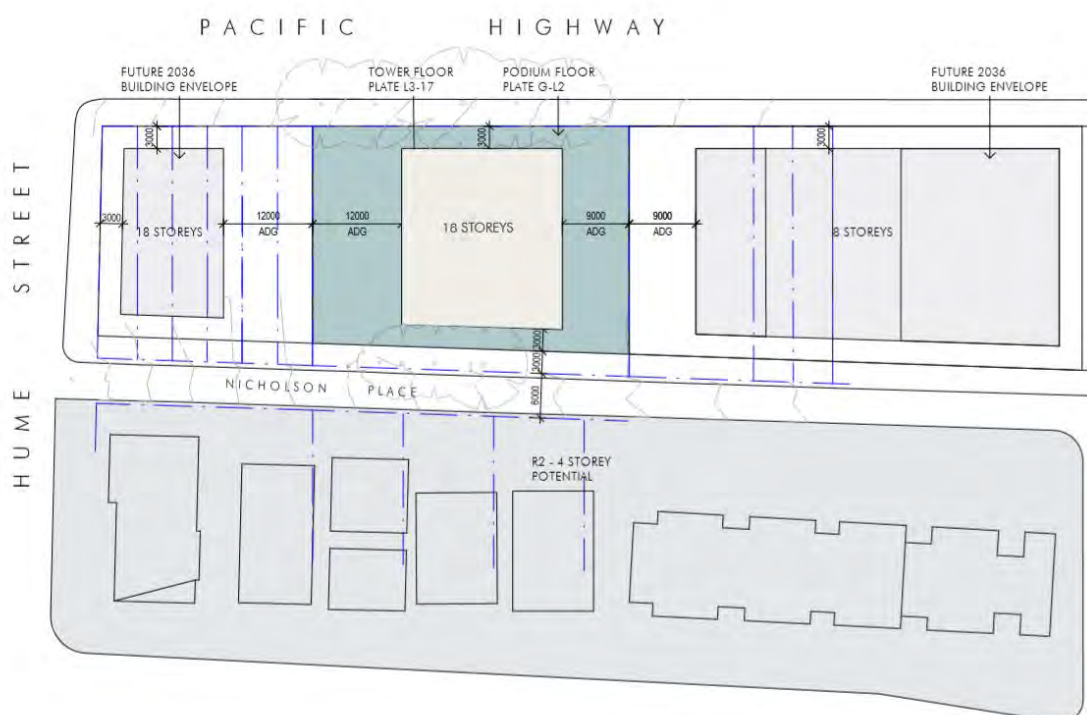 PACIFIC HIGHWAY
FUTURE 2036
BUILDING ENVELOPE
TOWER FLOOR
PLATE L3-17
PODIUM FLOOR
PLATE G-L2
FUTURE 2036
BUILDING ENVELOPE
3000
3000
3000
HUME STREET
3000
18 STOREYS
12000
ADG
12000
ADG
18 STOREYS
9000
ADG
9000
ADG
8 STOREYS
3000
3000
6000
NICHOLSON PLACE
R2 - 4 STOREY
POTENTIAL